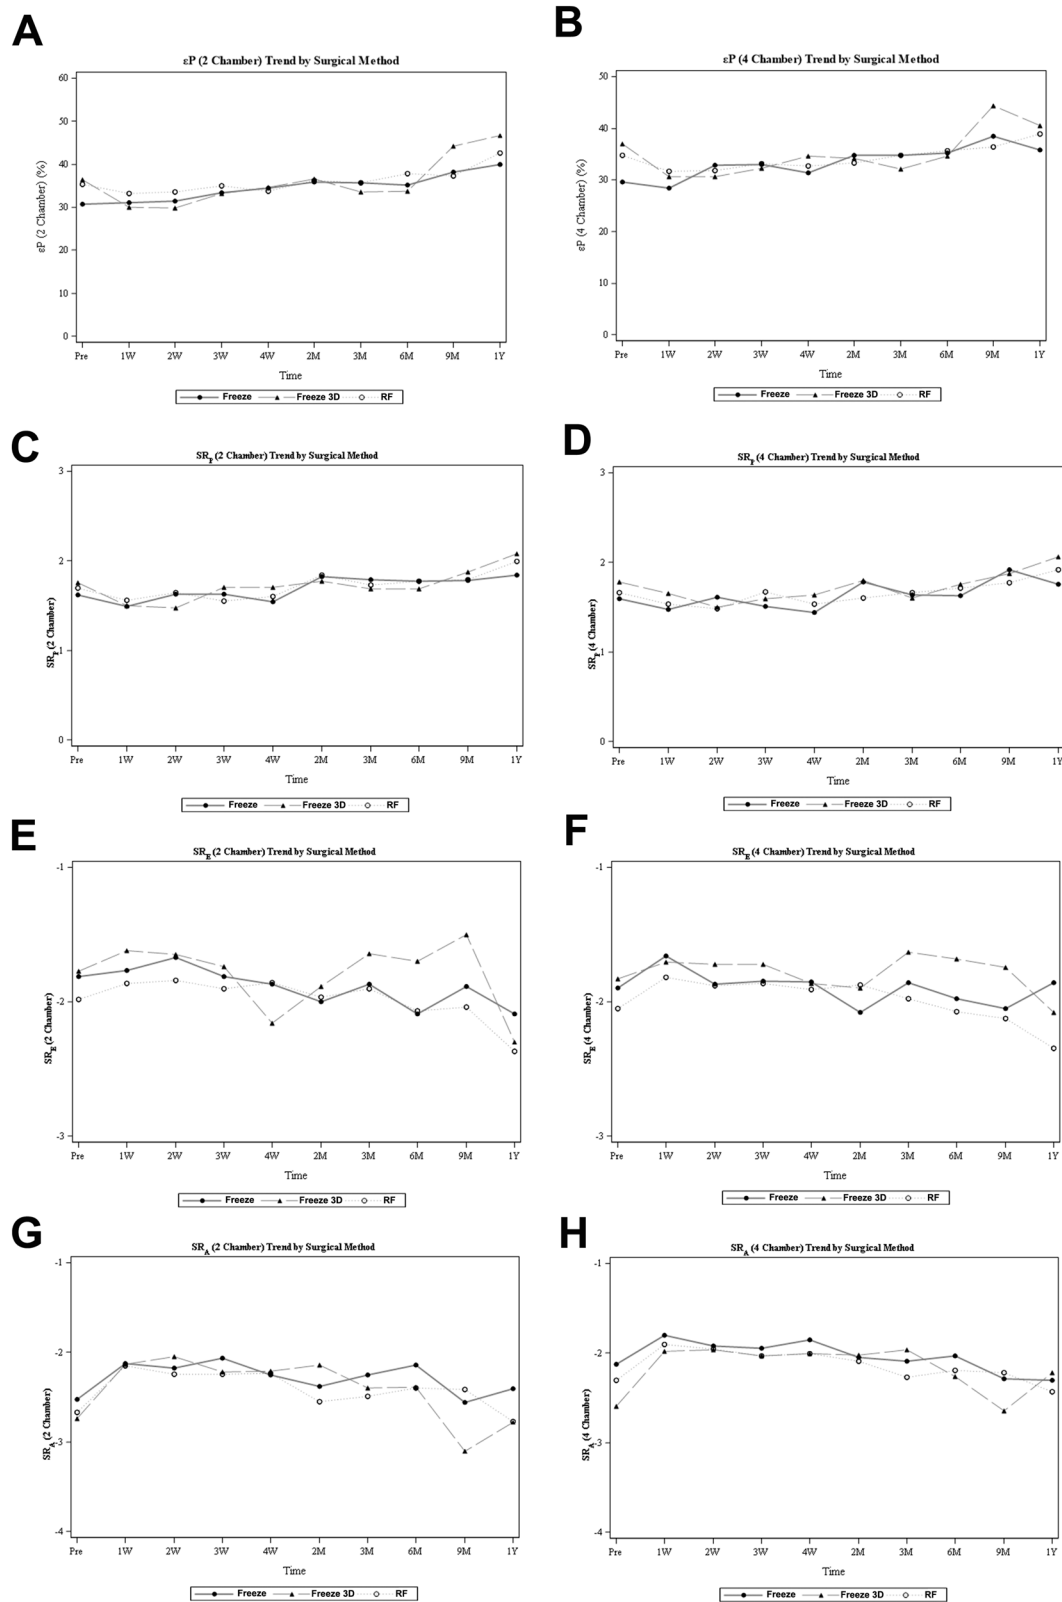 A
εP (2 Chamber) Trend by Surgical Method
εP (2 Chamber) (%)
60
50
40
30
20
10
0
Pre 1W 2W 3W 4W 2M 3M 6M 9M 1Y
Time
Freeze Freeze 3D RF
B
εP (4 Chamber) Trend by Surgical Method
εP (4 Chamber) (%)
50
40
30
20
10
0
Pre 1W 2W 3W 4W 2M 3M 6M 9M 1Y
Time
Freeze Freeze 3D RF
C
SRP (2 Chamber) Trend by Surgical Method
SRP (2 Chamber)
3
2
1
0
Pre 1W 2W 3W 4W 2M 3M 6M 9M 1Y
Time
Freeze Freeze 3D RF
D
SRP (4 Chamber) Trend by Surgical Method
SRP (4 Chamber)
3
2
1
0
Pre 1W 2W 3W 4W 2M 3M 6M 9M 1Y
Time
Freeze Freeze 3D RF
E
SRE (2 Chamber) Trend by Surgical Method
SRE (2 Chamber)
-1
-2
-3
Pre 1W 2W 3W 4W 2M 3M 6M 9M 1Y
Time
Freeze Freeze 3D RF
F
SRE (4 Chamber) Trend by Surgical Method
SRE (4 Chamber)
-1
-2
-3
Pre 1W 2W 3W 4W 2M 3M 6M 9M 1Y
Time
Freeze Freeze 3D RF
G
SRA (2 Chamber) Trend by Surgical Method
SRA (2 Chamber)
-1
-2
-3
-4
Pre 1W 2W 3W 4W 2M 3M 6M 9M 1Y
Time
Freeze Freeze 3D RF
H
SRA (4 Chamber) Trend by Surgical Method
SRA (4 Chamber)
-1
-2
-3
-4
Pre 1W 2W 3W 4W 2M 3M 6M 9M 1Y
Time
Freeze Freeze 3D RF